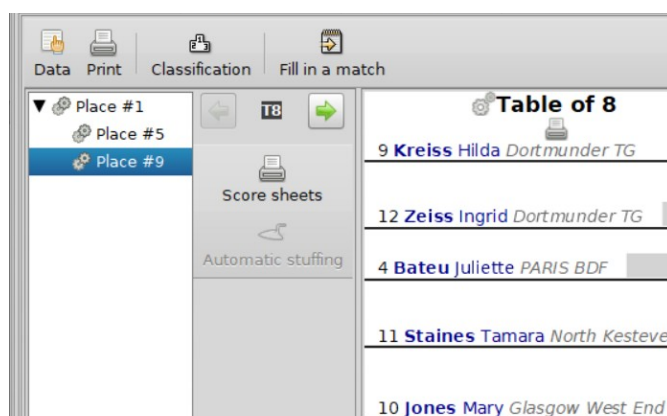 Data Print Classification Fill in a match
▼ Place #1
Place #5
Place #9
T8
Score sheets
Automatic stuffing
Table of 8
9 Kreiss Hilda Dortmunder TG
12 Zeiss Ingrid Dortmunder TG
4 Bateu Juliette PARIS BDF
11 Staines Tamara North Kesteve
10 Jones Mary Glasgow West End